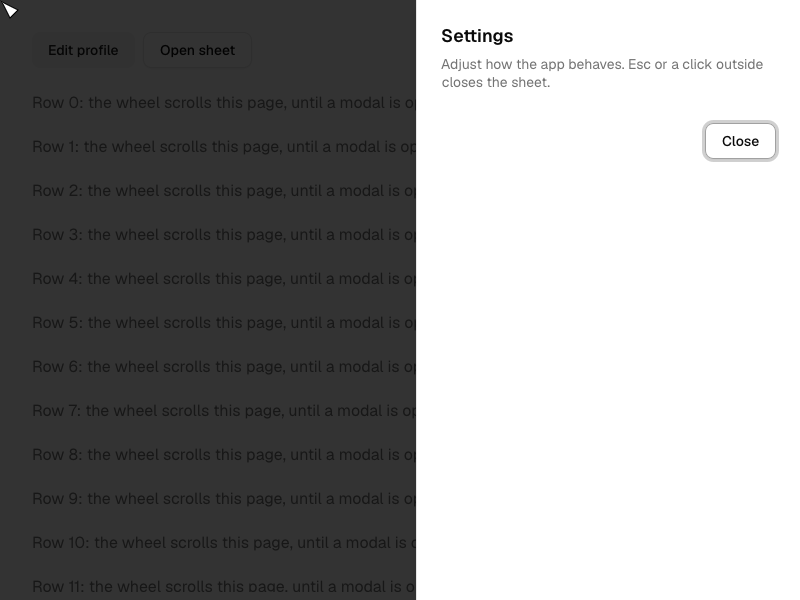 Edit profile
Open sheet
Row 0: the wheel scrolls this page, until a modal is
Row 1: the wheel scrolls this page, until a modal is
Row 2: the wheel scrolls this page, until a modal is
Row 3: the wheel scrolls this page, until a modal is
Row 4: the wheel scrolls this page, until a modal is
Row 5: the wheel scrolls this page, until a modal is
Row 6: the wheel scrolls this page, until a modal is
Row 7: the wheel scrolls this page, until a modal is
Row 8: the wheel scrolls this page, until a modal is
Row 9: the wheel scrolls this page, until a modal is
Row 10: the wheel scrolls this page, until a modal is
Row 11: the wheel scrolls this page, until a modal is
Settings
Adjust how the app behaves. Esc or a click outside
closes the sheet.
Close